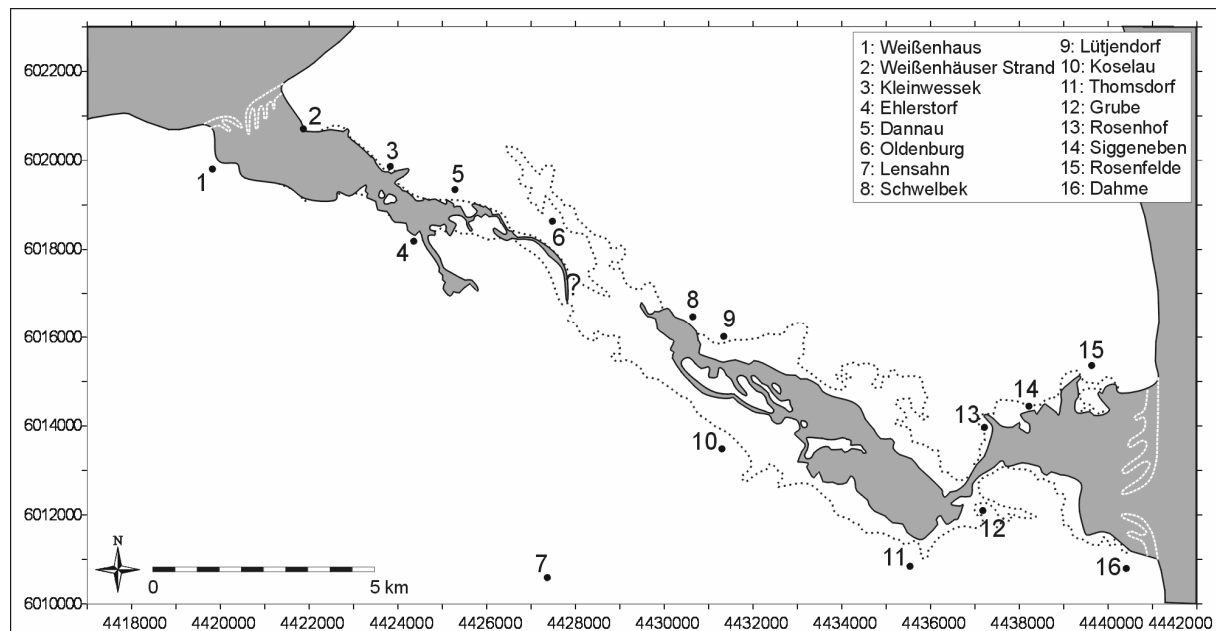 1: Weißenhaus
2: Weißenhäuser Strand
3: Kleinwessek
4: Ehlerstorf
5: Dannau
6: Oldenburg
7: Lensahn
8: Schwelbek
9: Lütjendorf
10: Koselau
11: Thomsdorf
12: Grube
13: Rosenhof
14: Siggeneben
15: Rosenfelde
16: Dahme
6022000
6020000
6018000
6016000
6014000
6012000
6010000
1
2
3
4
5
6
7
8
9
10
11
12
13
14
15
16
?
N
0 5 km
4418000 4420000 4422000 4424000 4426000 4428000 4430000 4432000 4434000 4436000 4438000 4440000 4442000